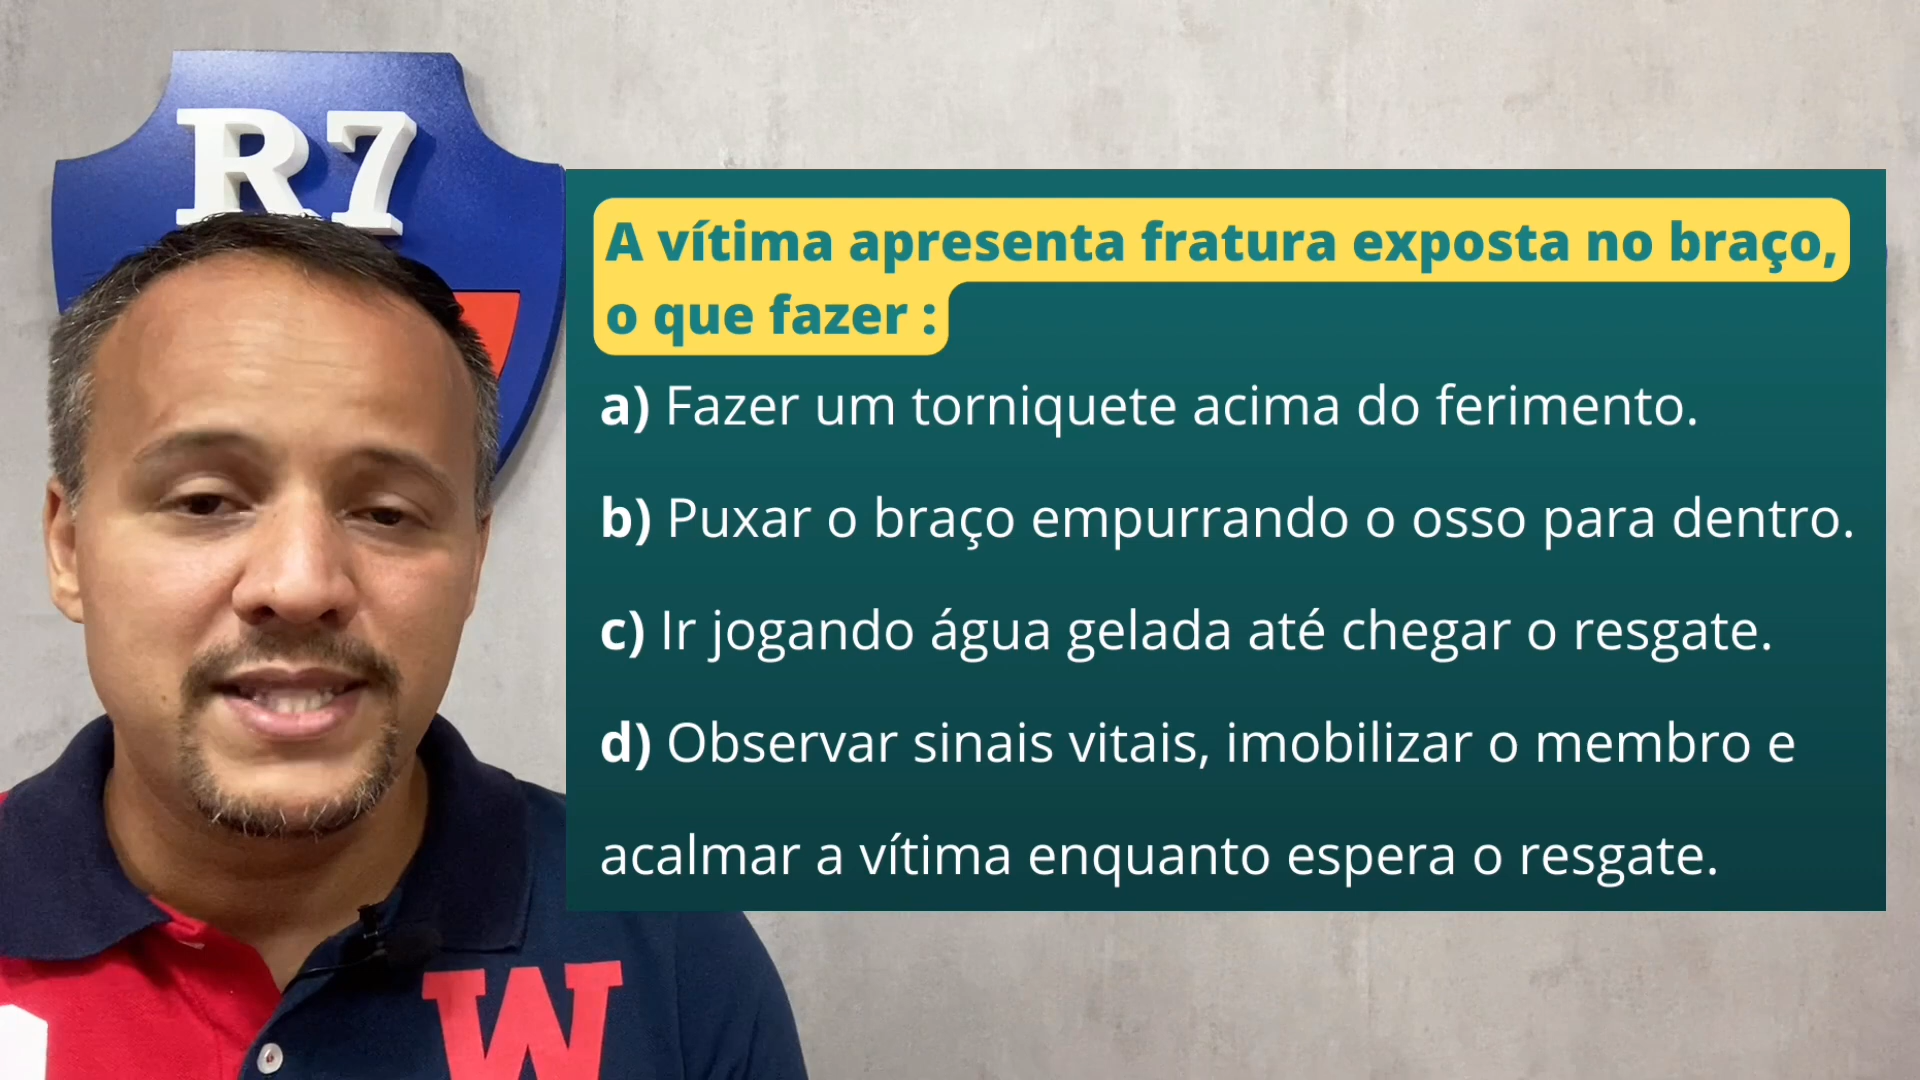 R7
A vítima apresenta fratura exposta no braço,
o que fazer :
a) Fazer um torniquete acima do ferimento.
b) Puxar o braço empurrando o osso para dentro.
c) Ir jogando água gelada até chegar o resgate.
d) Observar sinais vitais, imobilizar o membro e
acalmar a vítima enquanto espera o resgate.
W